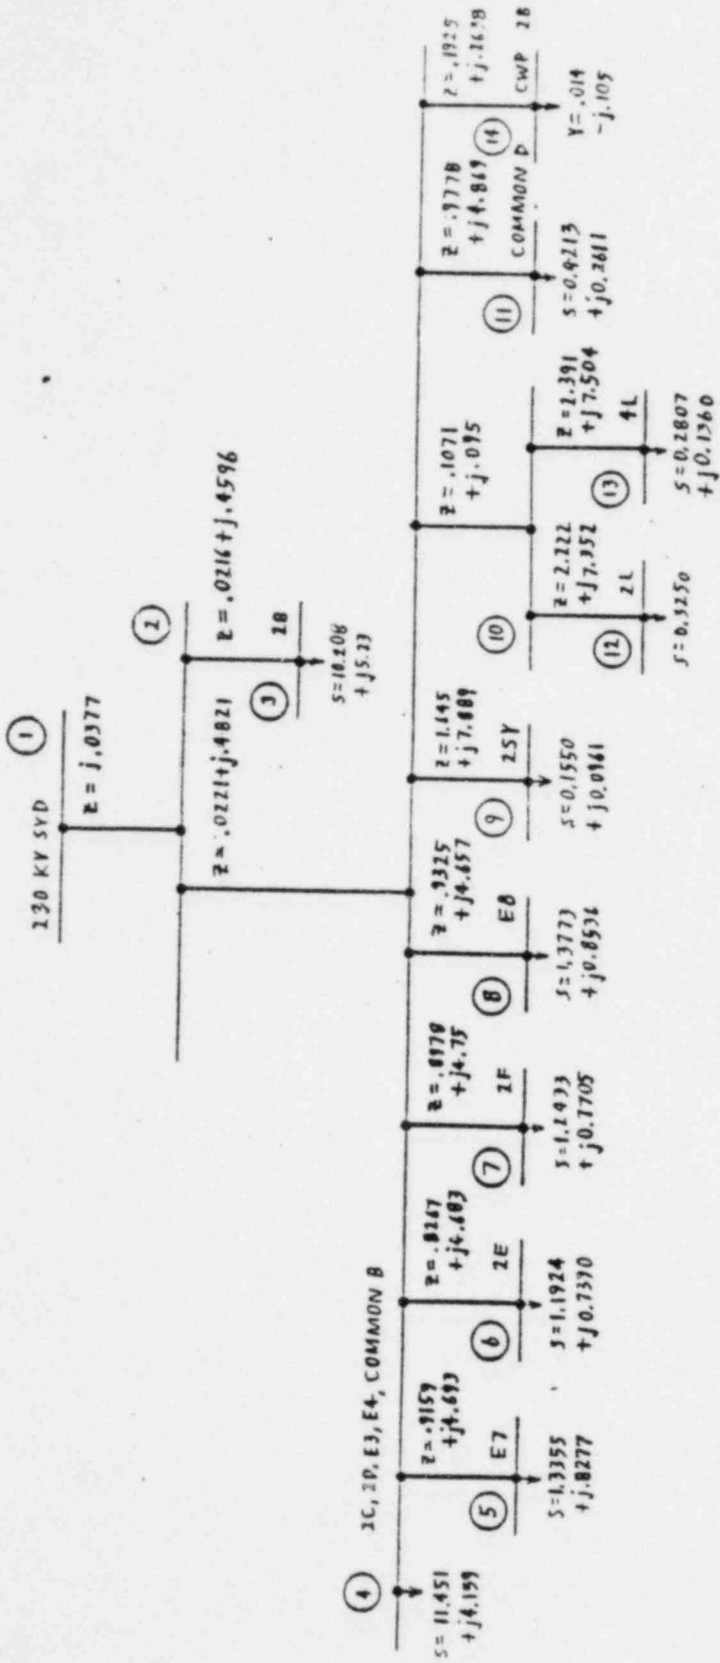 230 KV SYD
1
Z = j.0377
2
Z = .0221+j.4821
Z = .0216+j.4596
3
2B
S=10.208
+j5.23
4
2C, 2D, E3, E4, COMMON B
S= 11.451
+j4.159
Z=.9159
+j4.693
5
E7
S=1.3355
+j.8277
Z=.8267
+j4.683
6
2E
S=1.1924
+j0.7390
Z=.8978
+j4.75
7
2F
S=1.2433
+j0.7705
Z=.9325
+j4.657
8
E8
S=1.3773
+j0.8536
Z=1.145
+j7.889
9
2SY
S=0.1550
+j0.0961
Z=.1071
+j.095
10
Z=2.222
+j7.352
12
2L
S=0.3250
Z=2.391
+j7.504
13
4L
S=0.2807
+j0.1360
Z=.9778
+j4.869
11
COMMON D
S=0.4213
+j0.2611
Z=.1925
+j.2678
14
CWP 2B
Y=.014
-j.105